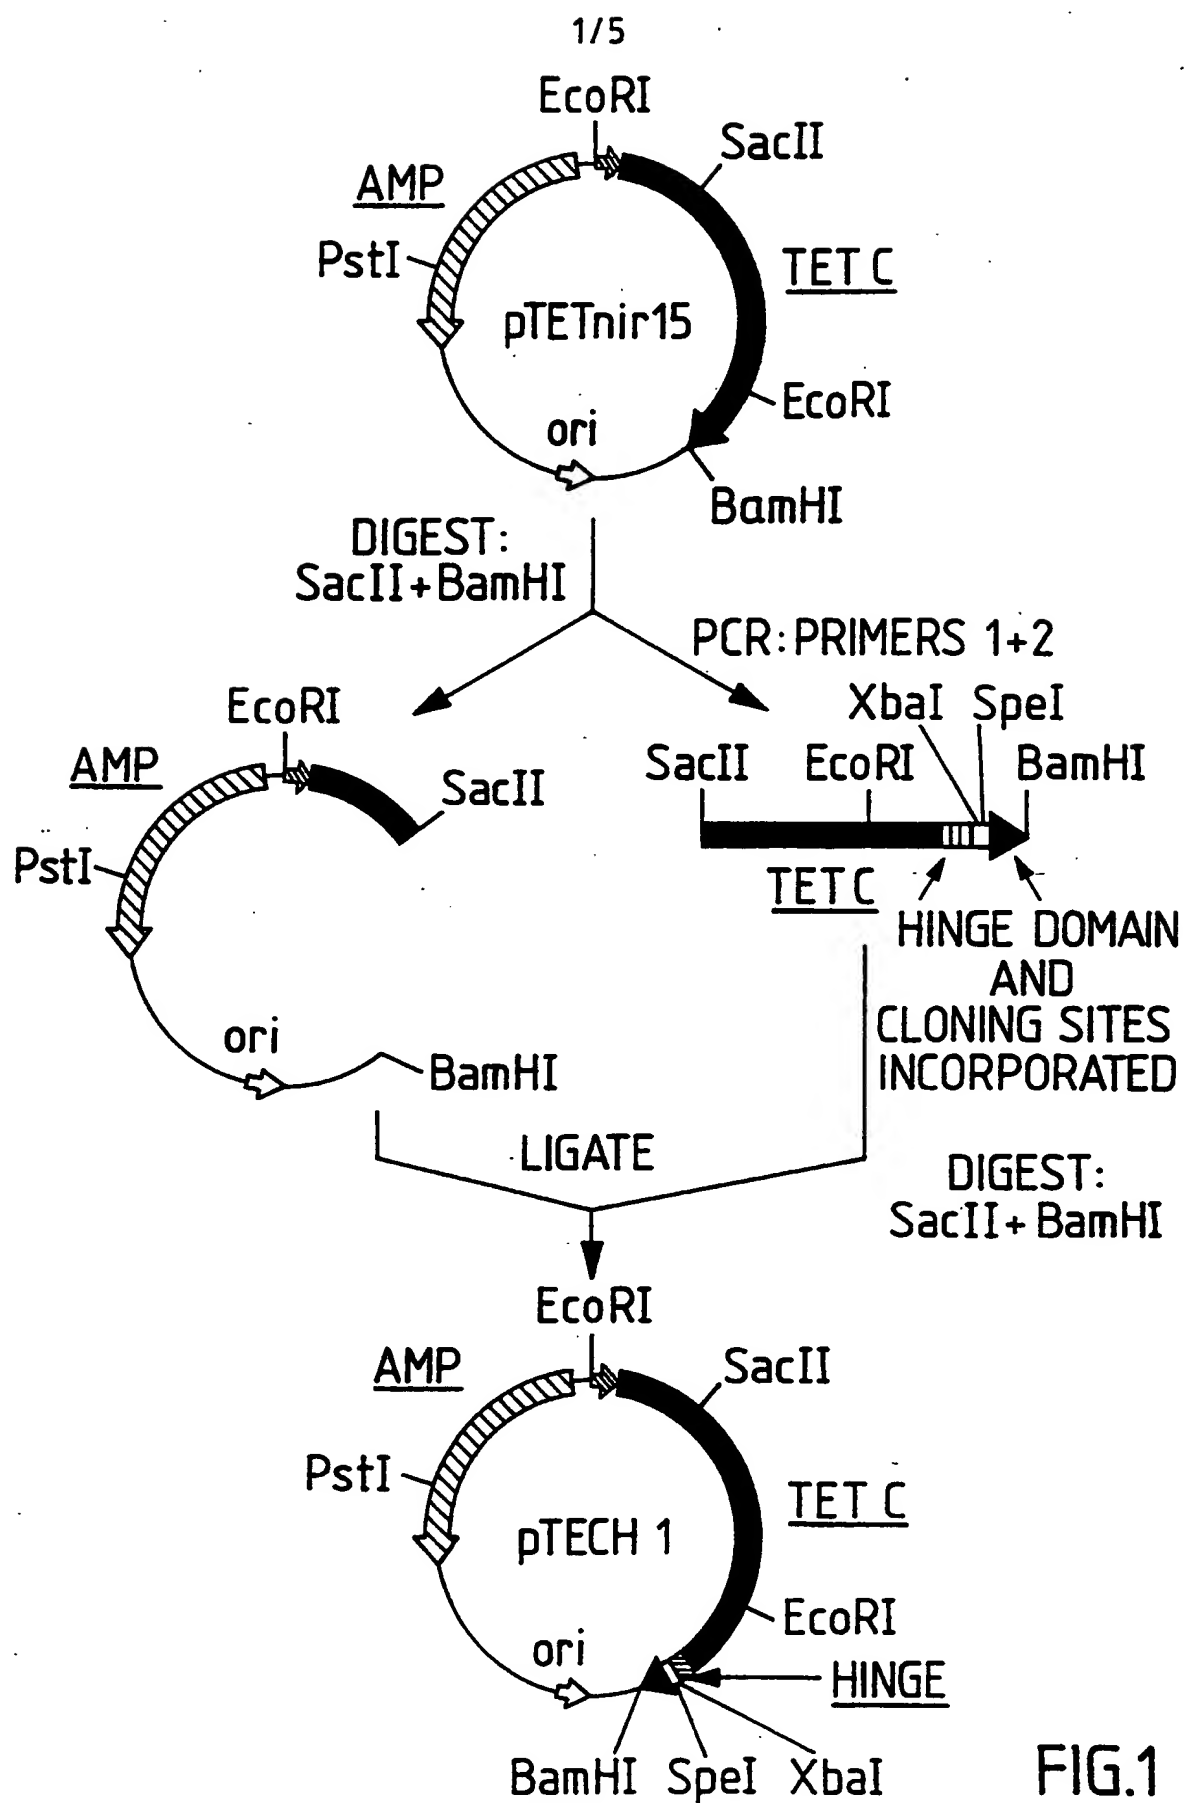 1/5
EcoRI
SacII
AMP
PstI
TET C
pTETnir15
EcoRI
ori
BamHI
DIGEST:
SacII+BamHI
PCR:PRIMERS 1+2
XbaI SpeI
EcoRI
AMP
SacII
PstI
ori
BamHI
SacII EcoRI BamHI
TET C
HINGE DOMAIN
AND
CLONING SITES
INCORPORATED
LIGATE
DIGEST:
SacII+BamHI
EcoRI
AMP
SacII
PstI
TET C
pTECH 1
EcoRI
ori
HINGE
BamHI SpeI XbaI
FIG.1